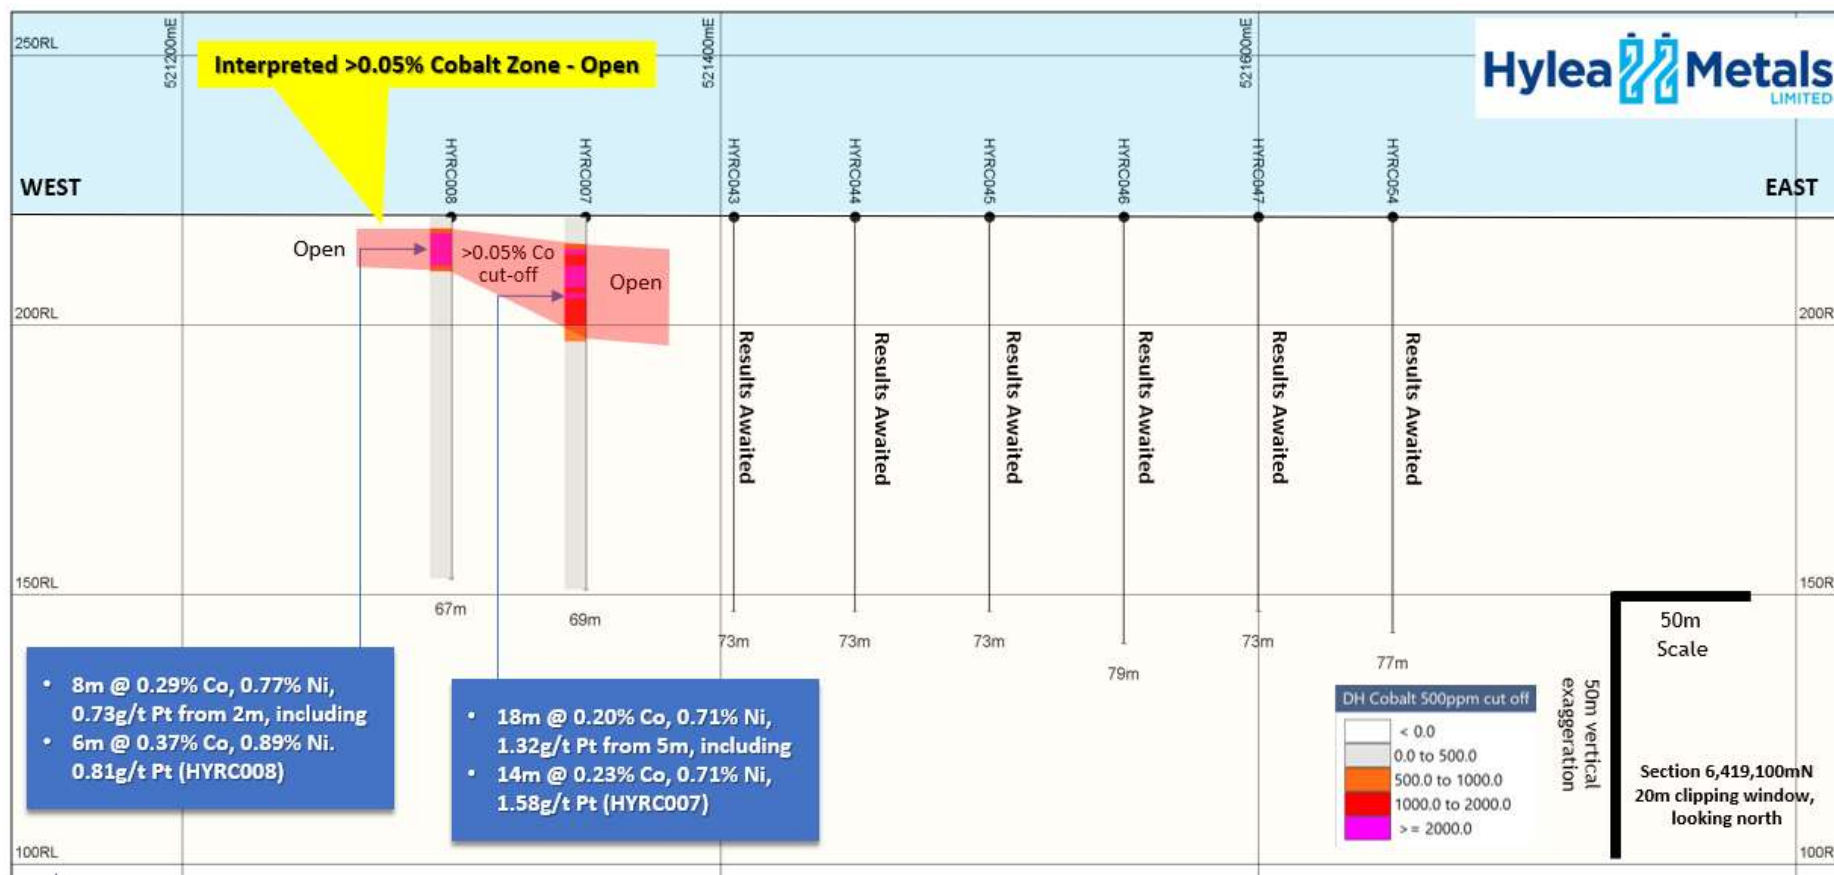 250RL
521200mE
521400mE
521600mE
Interpreted >0.05% Cobalt Zone - Open
Hylea Metals
LIMITED
WEST
EAST
HYRC008
HYRC007
HYRC043
HYRC044
HYRC045
HYRC046
HYRC047
HYRC054
Open
>0.05% Co
cut-off
Open
200RL
200R
Results Awaited
Results Awaited
Results Awaited
Results Awaited
Results Awaited
Results Awaited
150RL
150R
67m
69m
73m
73m
73m
79m
73m
77m
• 8m @ 0.29% Co, 0.77% Ni,
0.73g/t Pt from 2m, including
• 6m @ 0.37% Co, 0.89% Ni.
0.81g/t Pt (HYRC008)
• 18m @ 0.20% Co, 0.71% Ni,
1.32g/t Pt from 5m, including
• 14m @ 0.23% Co, 0.71% Ni,
1.58g/t Pt (HYRC007)
DH Cobalt 500ppm cut off
< 0.0
0.0 to 500.0
500.0 to 1000.0
1000.0 to 2000.0
>= 2000.0
50m
Scale
50m vertical
exaggeration
Section 6,419,100mN
20m clipping window,
looking north
100RL
100R